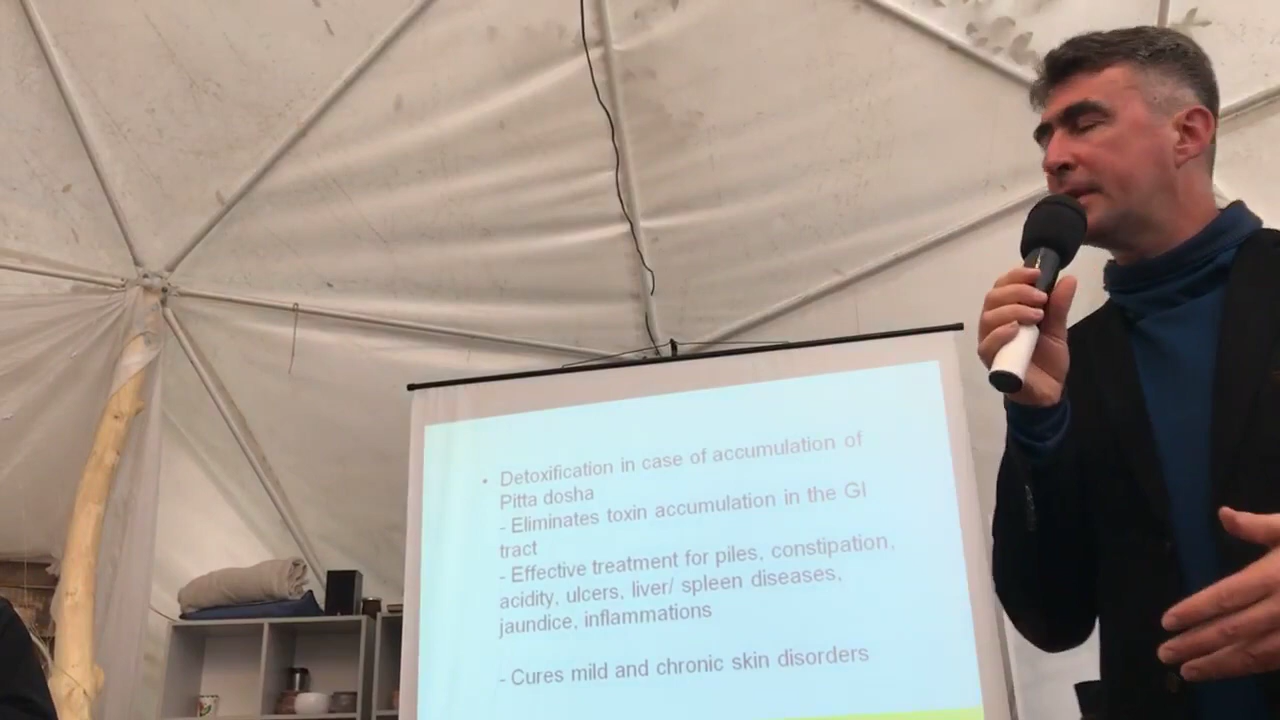 • Detoxification in case of accumulation of
Pitta dosha
- Eliminates toxin accumulation in the GI
tract
- Effective treatment for piles, constipation,
acidity, ulcers, liver/ spleen diseases,
jaundice, inflammations
- Cures mild and chronic skin disorders